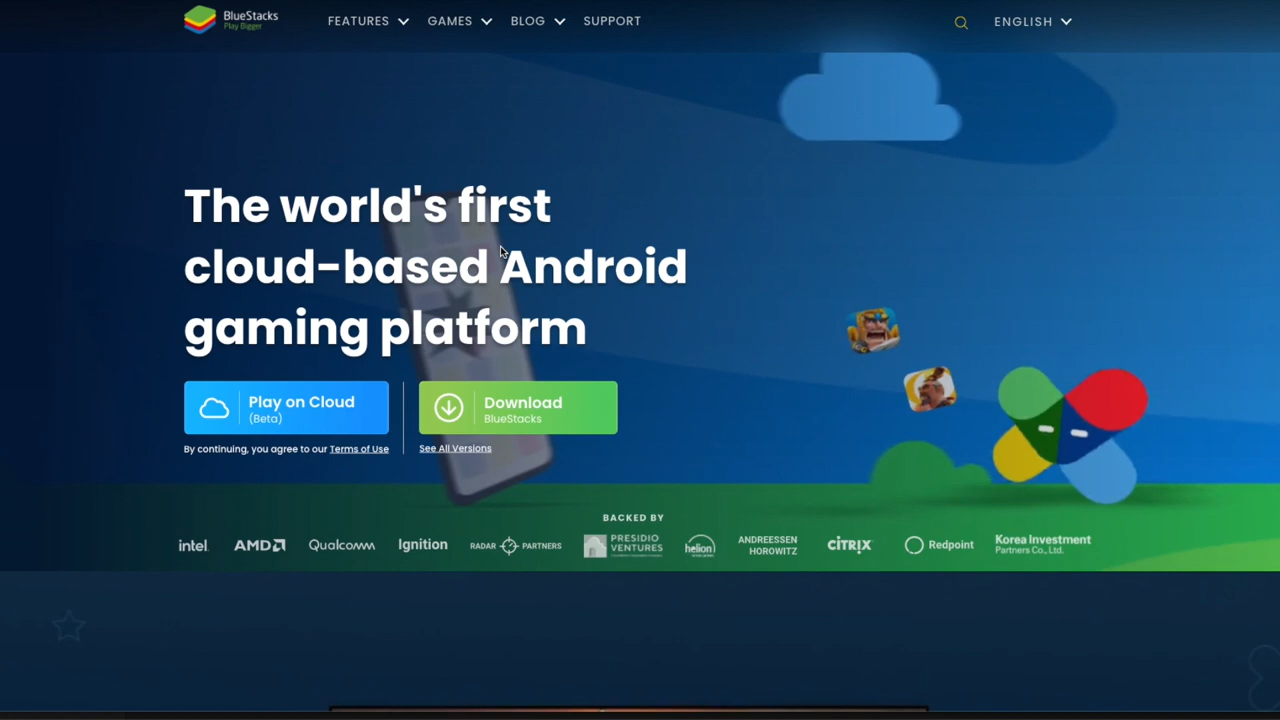 BlueStacks
Play Bigger
FEATURES
GAMES
BLOG
SUPPORT
ENGLISH
The world's first
cloud-based Android
gaming platform
Play on Cloud
(Beta)
Download
BlueStacks
By continuing, you agree to our Terms of Use
See All Versions
BACKED BY
intel
AMD
Qualcomm
Ignition
RADAR PARTNERS
PRESIDIO
VENTURES
helion
ANDREESSEN
HOROWITZ
CITRIX
Redpoint
Korea Investment
Partners Co., Ltd.